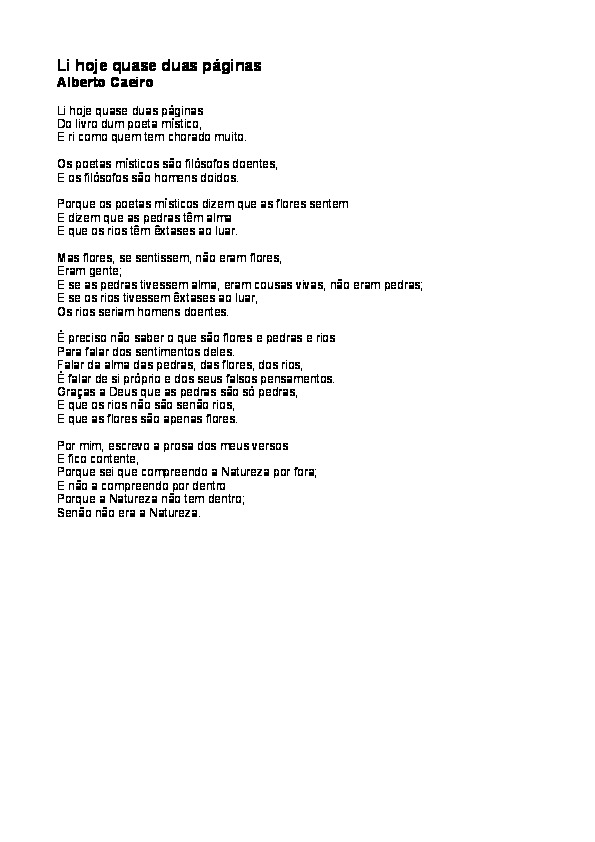 Li hoje quase duas páginas
Alberto Caeiro
Li hoje quase duas páginas
Do livro dum poeta místico,
E ri como quem tem chorado muito.
Os poetas místicos são filósofos doentes,
E os filósofos são homens doidos.
Porque os poetas místicos dizem que as flores sentem
E dizem que as pedras têm alma
E que os rios têm êxtases ao luar.
Mas flores, se sentissem, não eram flores,
Eram gente;
E se as pedras tivessem alma, eram cousas vivas, não eram pedras;
E se os rios tivessem êxtases ao luar,
Os rios seriam homens doentes.
É preciso não saber o que são flores e pedras e rios
Para falar dos sentimentos deles.
Falar da alma das pedras, das flores, dos rios,
É falar de si próprio e dos seus falsos pensamentos.
Graças a Deus que as pedras são só pedras,
E que os rios não são senão rios,
E que as flores são apenas flores.
Por mim, escrevo a prosa dos meus versos
E fico contente,
Porque sei que compreendo a Natureza por fora;
E não a compreendo por dentro
Porque a Natureza não tem dentro;
Senão não era a Natureza.